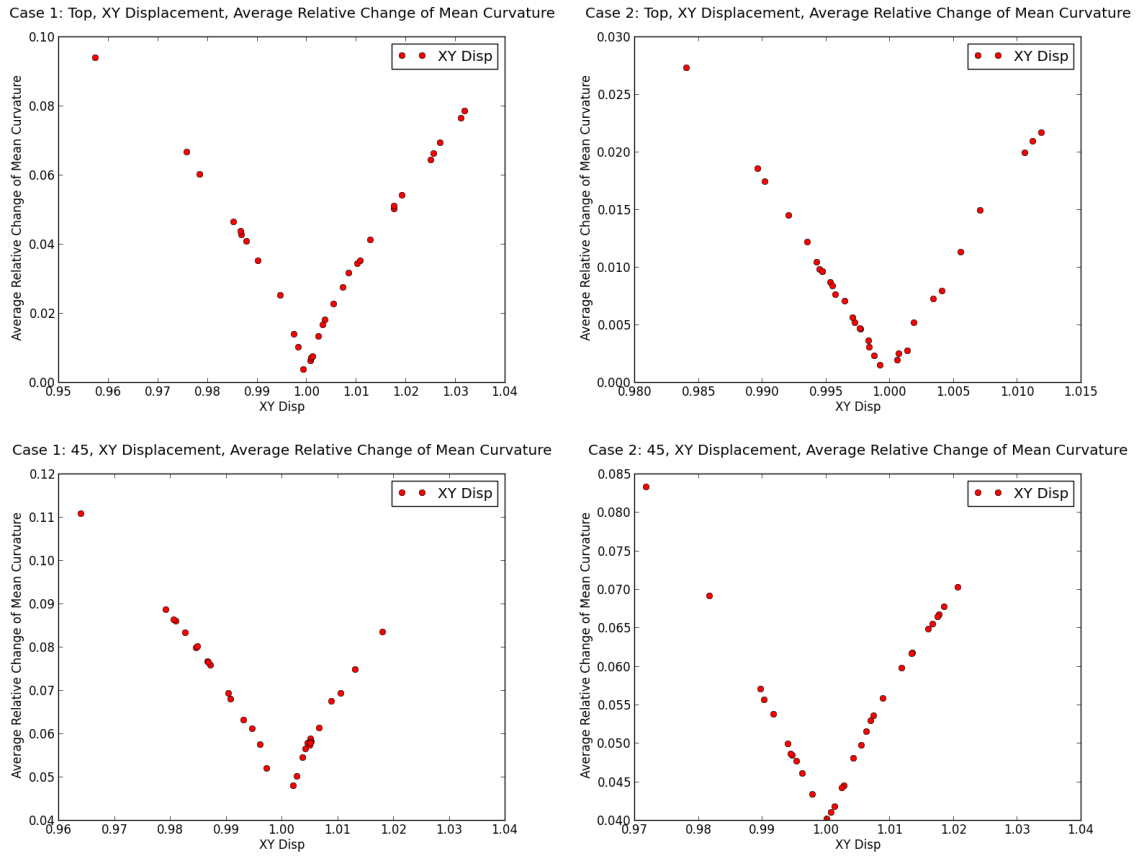 Case 1: Top, XY Displacement, Average Relative Change of Mean Curvature
Average Relative Change of Mean Curvature
0.10
0.08
0.06
0.04
0.02
0.00
XY Disp
0.95 0.96 0.97 0.98 0.99 1.00 1.01 1.02 1.03 1.04
XY Disp
Case 2: Top, XY Displacement, Average Relative Change of Mean Curvature
Average Relative Change of Mean Curvature
0.030
0.025
0.020
0.015
0.010
0.005
0.000
XY Disp
0.980 0.985 0.990 0.995 1.000 1.005 1.010 1.015
XY Disp
Case 1: 45, XY Displacement, Average Relative Change of Mean Curvature
Average Relative Change of Mean Curvature
0.12
0.11
0.10
0.09
0.08
0.07
0.06
0.05
0.04
XY Disp
0.96 0.97 0.98 0.99 1.00 1.01 1.02 1.03 1.04
XY Disp
Case 2: 45, XY Displacement, Average Relative Change of Mean Curvature
Average Relative Change of Mean Curvature
0.085
0.080
0.075
0.070
0.065
0.060
0.055
0.050
0.045
0.040
XY Disp
0.97 0.98 0.99 1.00 1.01 1.02 1.03 1.04
XY Disp